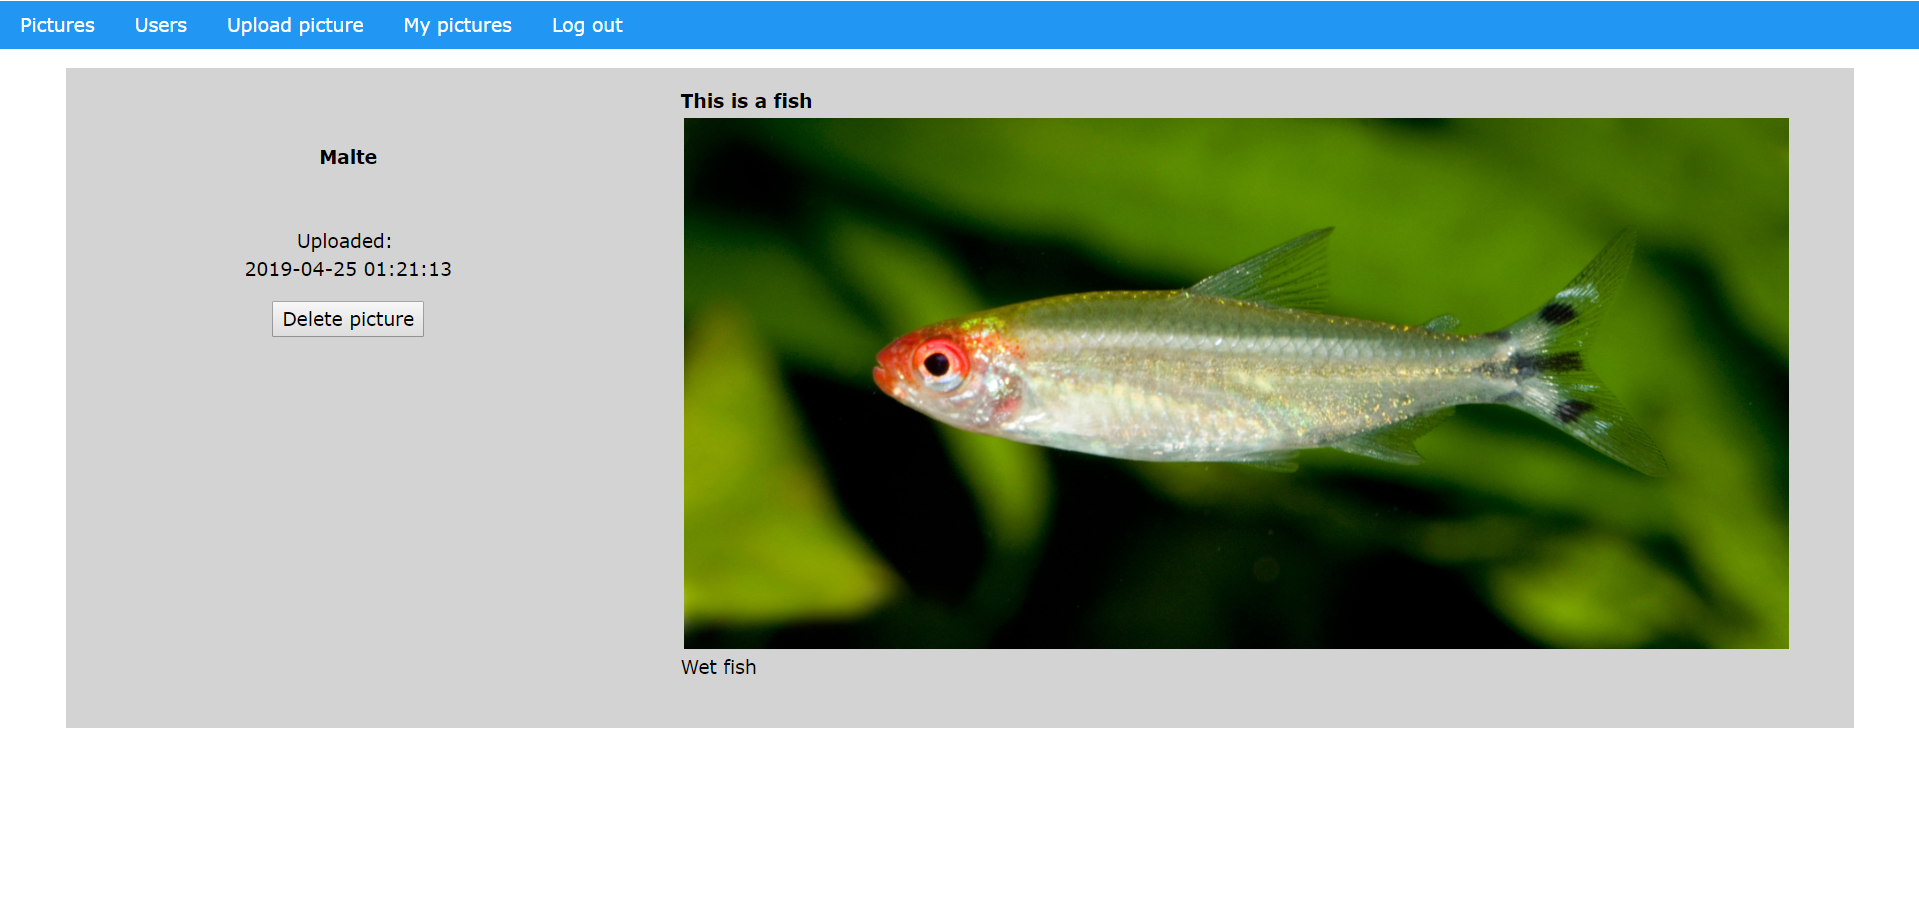 Pictures Users Upload picture My pictures Log out
This is a fish
Malte
Uploaded:
2019-04-25 01:21:13
Delete picture
Wet fish